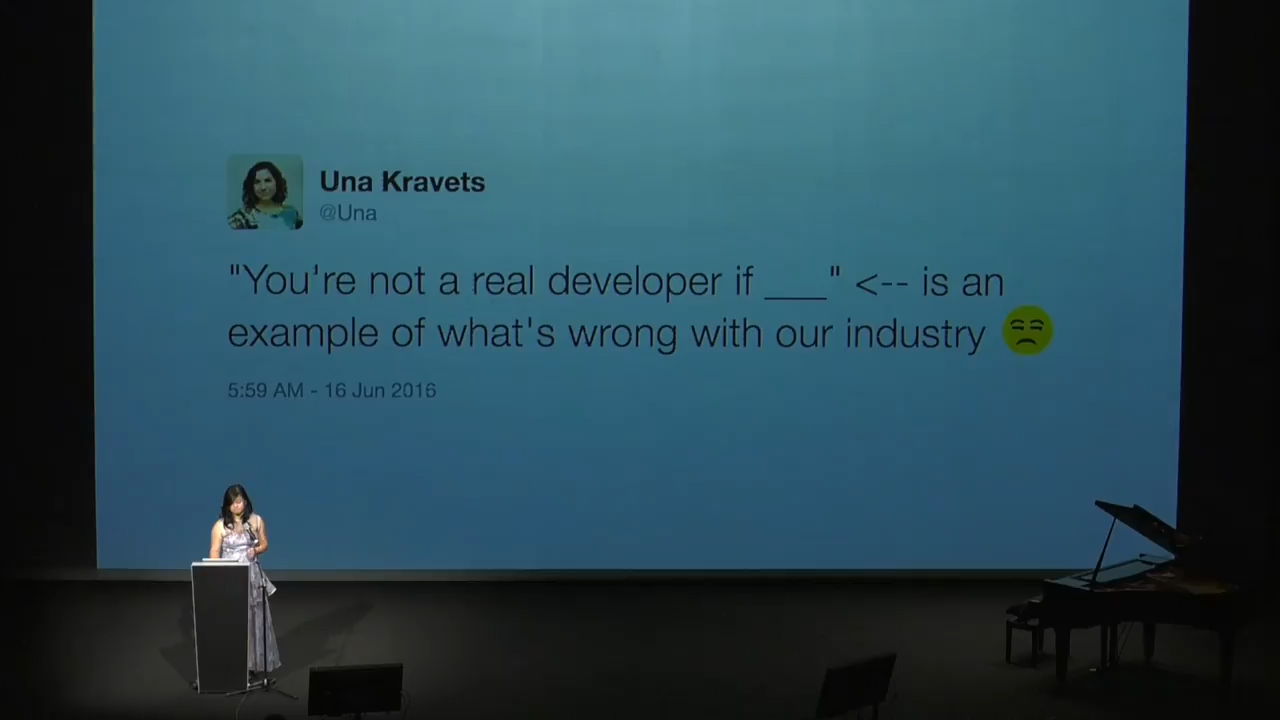 Una Kravets
@Una
"You're not a real developer if ___" <-- is an
example of what's wrong with our industry 😒
5:59 AM - 16 Jun 2016